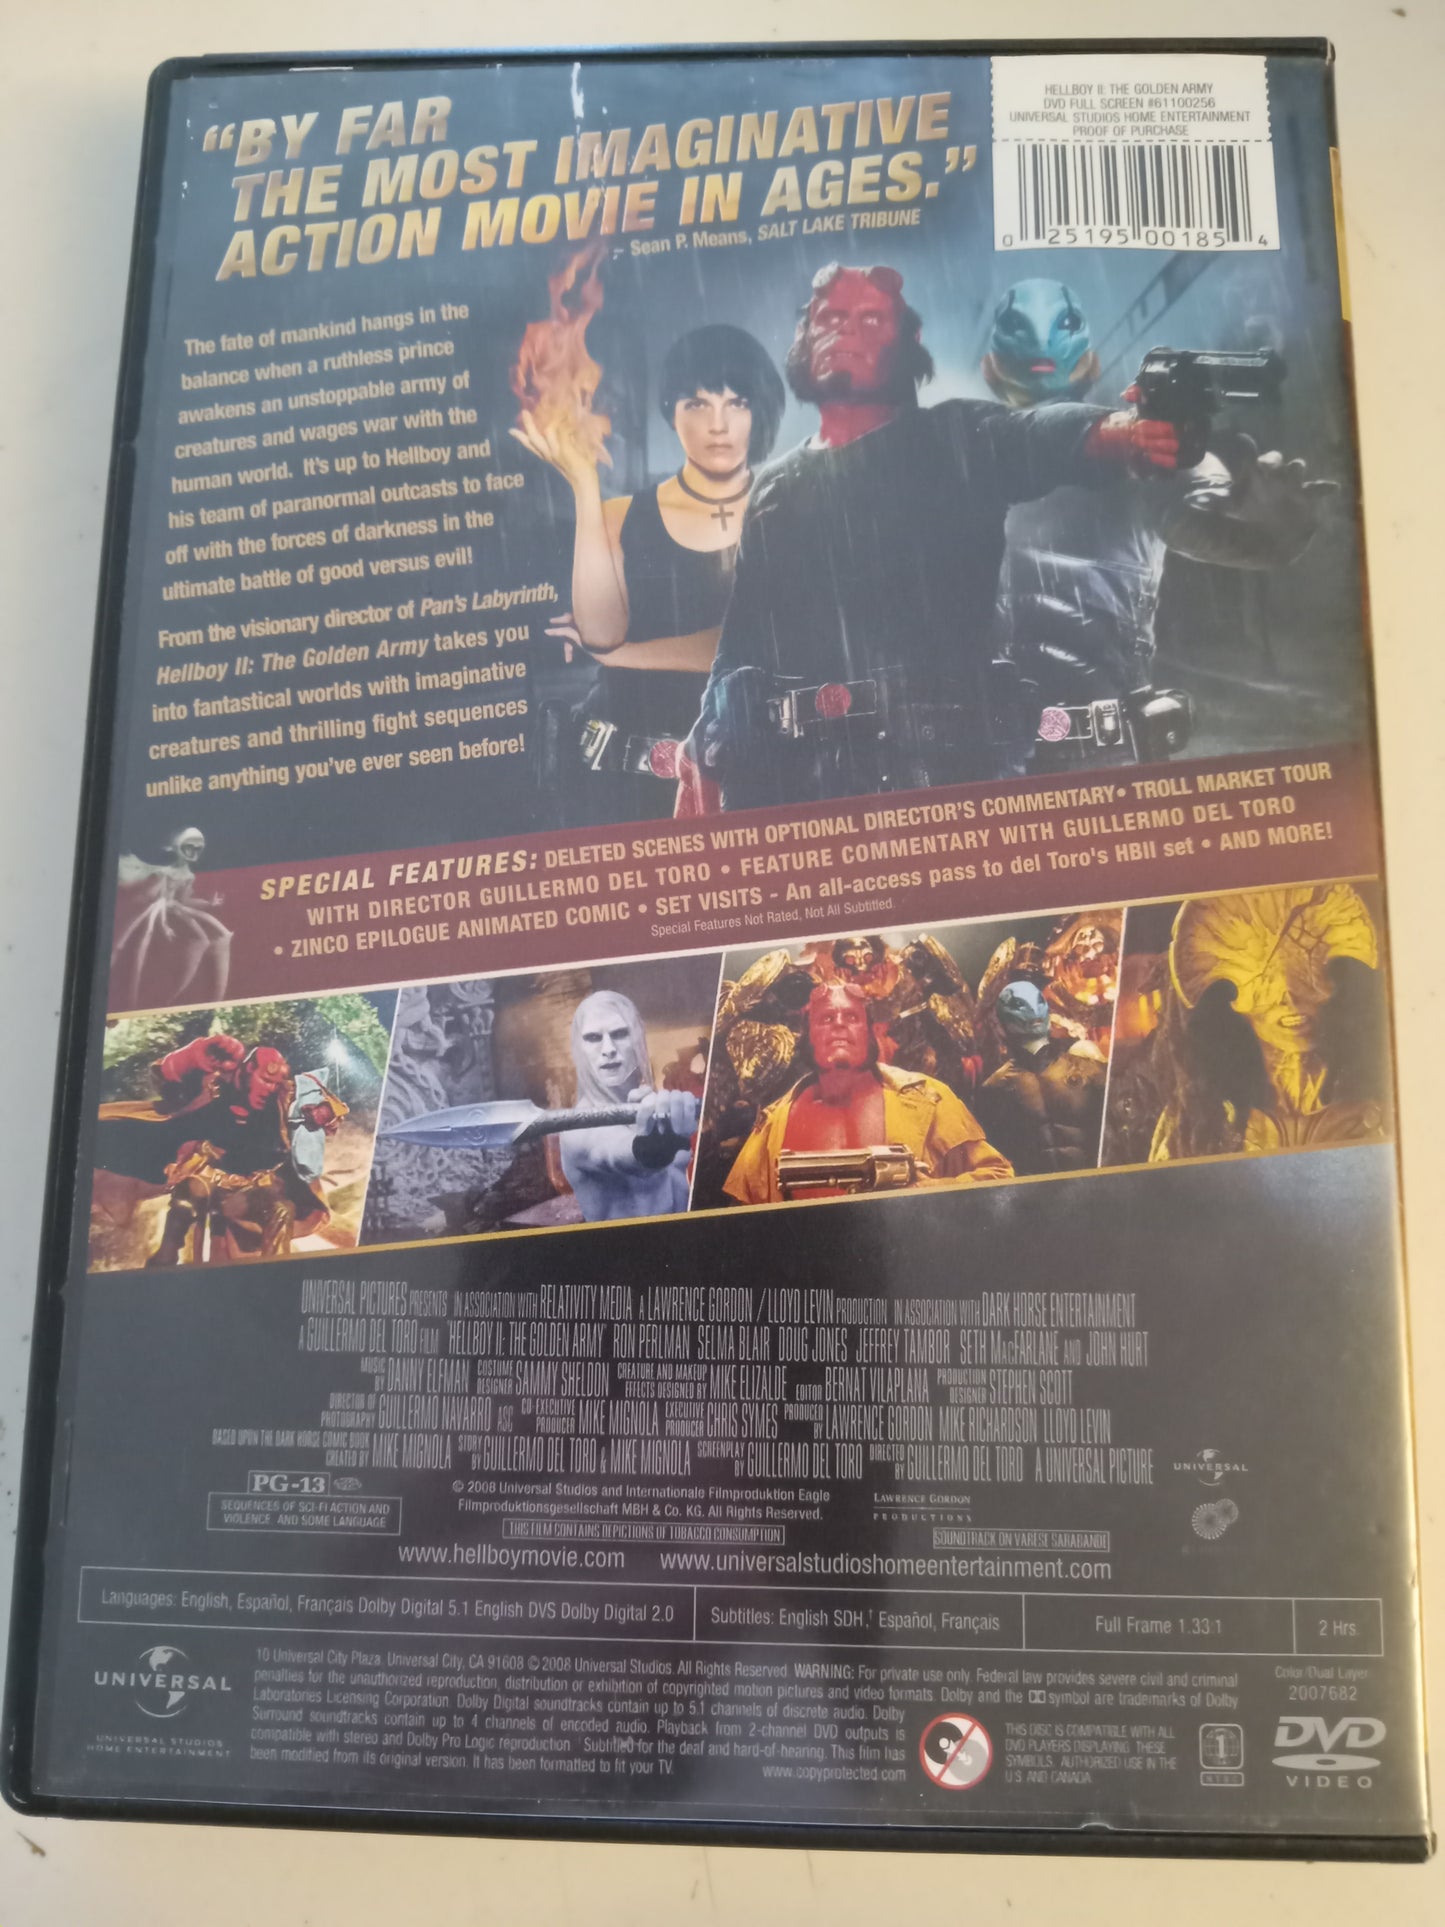 "BY FAR
THE MOST IMAGINATIVE
ACTION MOVIE IN AGES."
- Sean P. Means, SALT LAKE TRIBUNE
HELLBOY II: THE GOLDEN ARMY
DVD FULL SCREEN #61100256
UNIVERSAL STUDIOS HOME ENTERTAINMENT
PROOF OF PURCHASE
0 25195 00185 4
The fate of mankind hangs in the
balance when a ruthless prince
awakens an unstoppable army of
creatures and wages war with the
human world. It's up to Hellboy and
his team of paranormal outcasts to face
off with the forces of darkness in the
ultimate battle of good versus evil!
From the visionary director of Pan's Labyrinth,
Hellboy II: The Golden Army takes you
into fantastical worlds with imaginative
creatures and thrilling fight sequences
unlike anything you've ever seen before!
SPECIAL FEATURES: DELETED SCENES WITH OPTIONAL DIRECTOR'S COMMENTARY • TROLL MARKET TOUR
WITH DIRECTOR GUILLERMO DEL TORO • FEATURE COMMENTARY WITH GUILLERMO DEL TORO
• ZINCO EPILOGUE ANIMATED COMIC • SET VISITS - An all-access pass to del Toro's HBII set • AND MORE!
Special Features Not Rated, Not All Subtitled.
UNIVERSAL PICTURES PRESENTS IN ASSOCIATION WITH RELATIVITY MEDIA A LAWRENCE GORDON / LLOYD LEVIN PRODUCTION IN ASSOCIATION WITH DARK HORSE ENTERTAINMENT
A GUILLERMO DEL TORO FILM "HELLBOY II: THE GOLDEN ARMY" RON PERLMAN SELMA BLAIR DOUG JONES JEFFREY TAMBOR SETH MACFARLANE AND JOHN HURT
MUSIC BY DANNY ELFMAN COSTUME DESIGNER SAMMY SHELDON CREATURE AND MAKEUP EFFECTS DESIGNED BY MIKE ELIZALDE EDITOR BERNAT VILAPLANA PRODUCTION DESIGNER STEPHEN SCOTT
DIRECTOR OF PHOTOGRAPHY GUILLERMO NAVARRO ASC CO-EXECUTIVE PRODUCER MIKE MIGNOLA EXECUTIVE PRODUCER CHRIS SYMES PRODUCED BY LAWRENCE GORDON MIKE RICHARDSON LLOYD LEVIN
BASED UPON THE DARK HORSE COMIC BOOK CREATED BY MIKE MIGNOLA STORY BY GUILLERMO DEL TORO & MIKE MIGNOLA SCREENPLAY BY GUILLERMO DEL TORO DIRECTED BY GUILLERMO DEL TORO A UNIVERSAL PICTURE
UNIVERSAL
PG-13
SEQUENCES OF SCI-FI ACTION AND
VIOLENCE, AND SOME LANGUAGE
© 2008 Universal Studios and Internationale Filmproduktion Eagle
Filmproduktionsgesellschaft MBH & Co. KG. All Rights Reserved.
LAWRENCE GORDON
PRODUCTIONS
THIS FILM CONTAINS DEPICTIONS OF TOBACCO CONSUMPTION
SOUNDTRACK ON VARÈSE SARABANDE
www.hellboymovie.com www.universalstudioshomeentertainment.com
Languages: English, Español, Français Dolby Digital 5.1 English DVS Dolby Digital 2.0
Subtitles: English SDH,† Español, Français
Full Frame 1.33:1
2 Hrs.
UNIVERSAL
UNIVERSAL STUDIOS
HOME ENTERTAINMENT
10 Universal City Plaza, Universal City, CA 91608 © 2008 Universal Studios. All Rights Reserved. WARNING: For private use only. Federal law provides severe civil and criminal
penalties for the unauthorized reproduction, distribution or exhibition of copyrighted motion pictures and video formats. Dolby and the DD symbol are trademarks of Dolby
Laboratories Licensing Corporation. Dolby Digital soundtracks contain up to 5.1 channels of discrete audio. Dolby
Surround soundtracks contain up to 4 channels of encoded audio. Playback from 2-channel DVD outputs is
compatible with stereo and Dolby Pro Logic reproduction. †Subtitled for the deaf and hard-of-hearing. This film has
been modified from its original version. It has been formatted to fit your TV.
www.copyprotected.com
THIS DISC IS COMPATIBLE WITH ALL
DVD PLAYERS DISPLAYING THESE
SYMBOLS. AUTHORIZED USE IN THE
U.S. AND CANADA.
1
NTSC
Color/Dual Layer
2007682
DVD
VIDEO